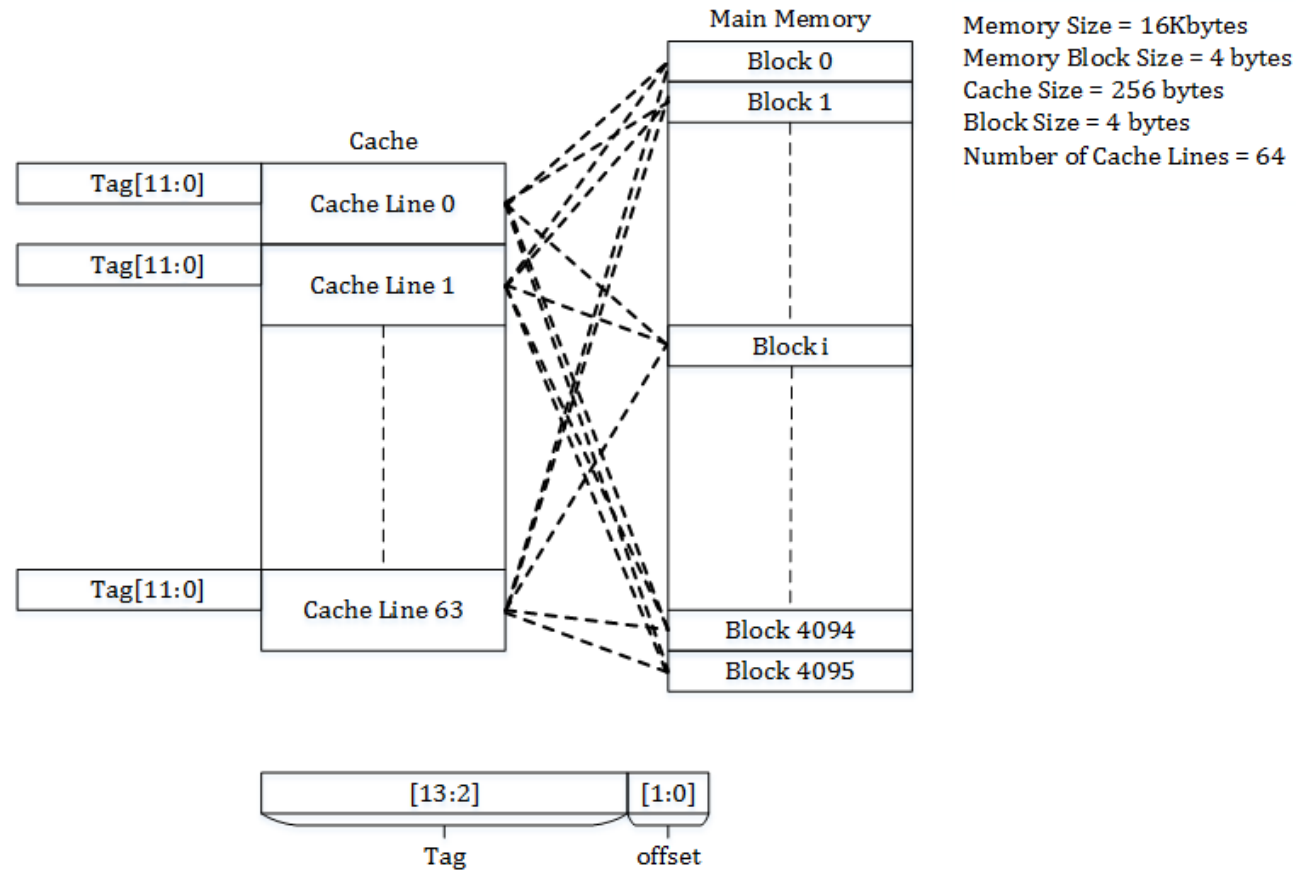 Main Memory
Memory Size = 16Kbytes
Memory Block Size = 4 bytes
Cache Size = 256 bytes
Block Size = 4 bytes
Number of Cache Lines = 64
Block 0
Block 1
Cache
Tag[11:0]
Cache Line 0
Tag[11:0]
Cache Line 1
Block i
Tag[11:0]
Cache Line 63
Block 4094
Block 4095
[13:2]
[1:0]
Tag
offset